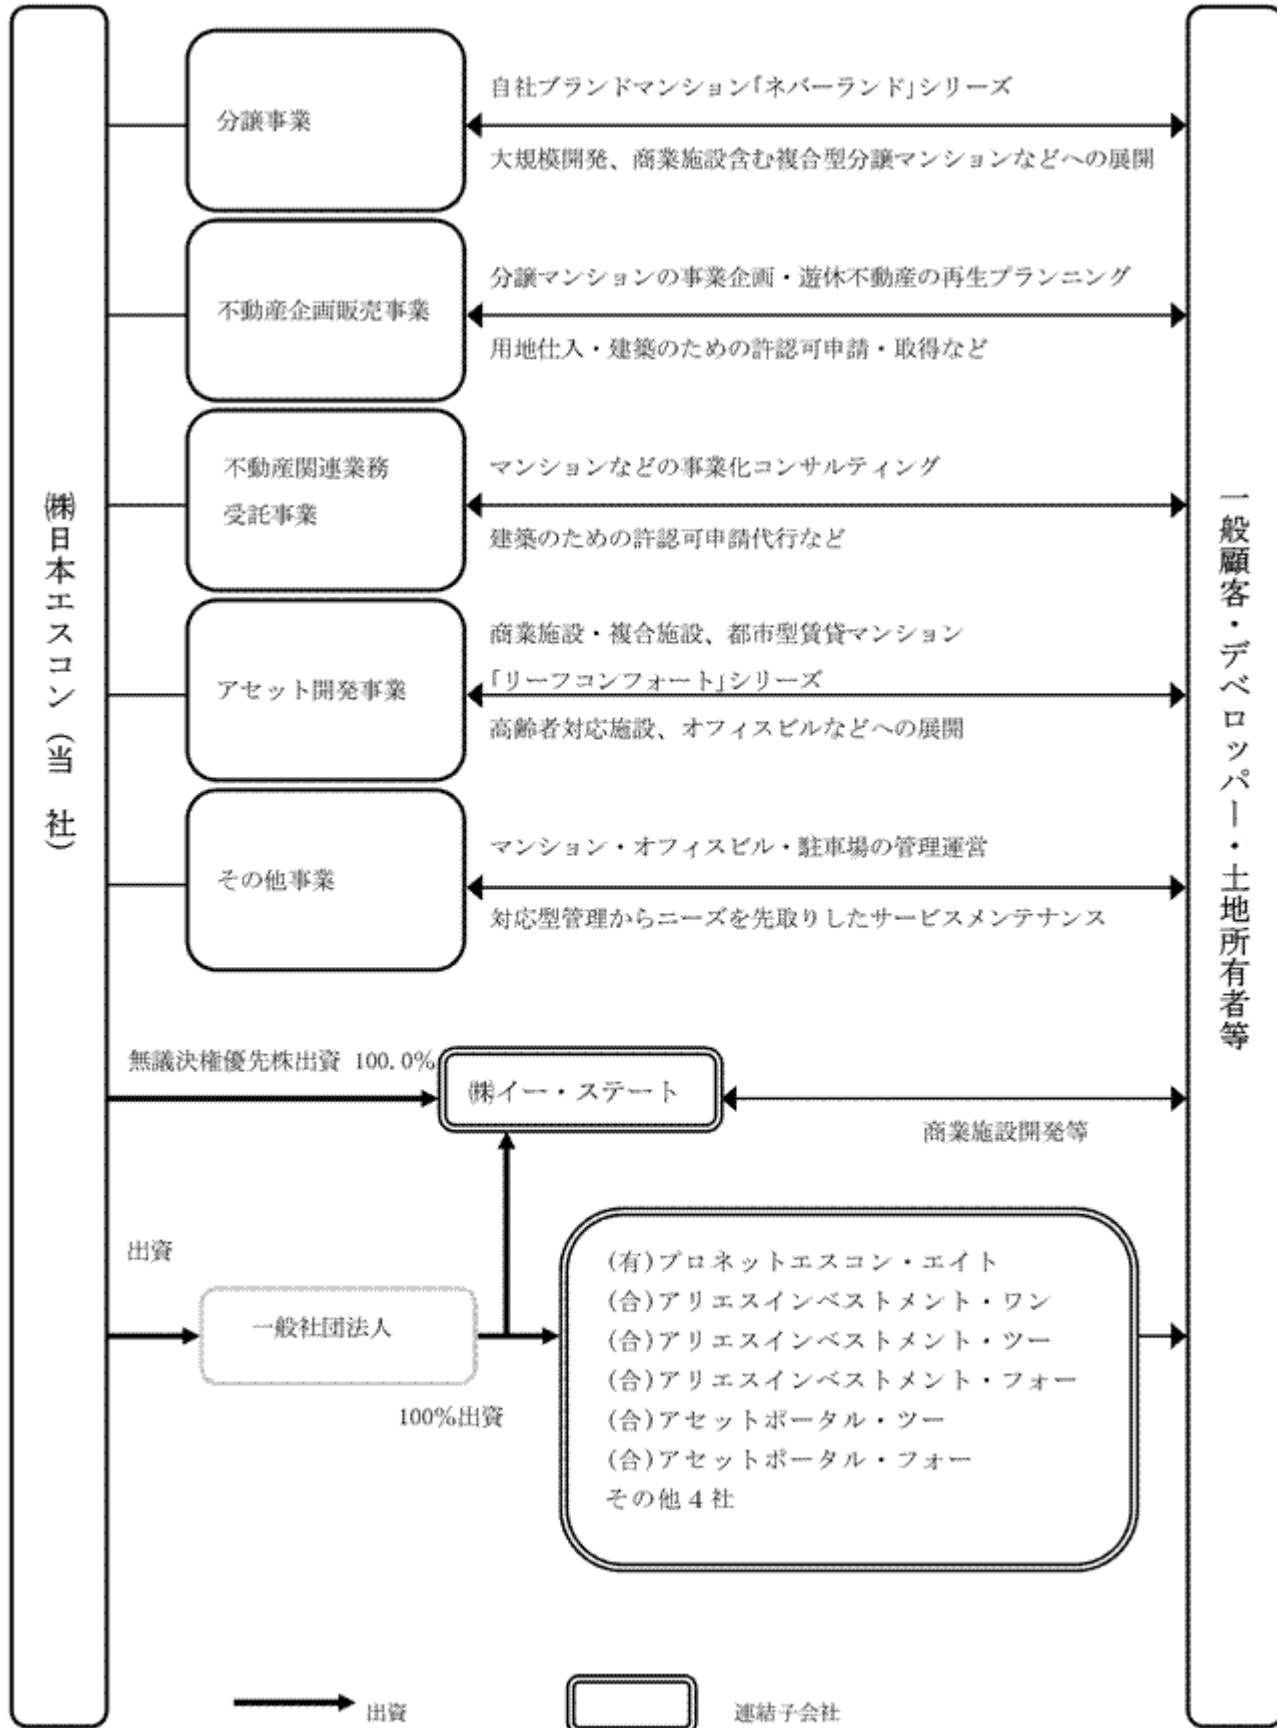 ㈱日本エスコン（当　社）
分譲事業
自社ブランドマンション「ネバーランド」シリーズ
大規模開発、商業施設含む複合型分譲マンションなどへの展開
不動産企画販売事業
分譲マンションの事業企画・遊休不動産の再生プランニング
用地仕入・建築のための許認可申請・取得など
不動産関連業務
受託事業
マンションなどの事業化コンサルティング
建築のための許認可申請代行など
アセット開発事業
商業施設・複合施設、都市型賃貸マンション
「リーフコンフォート」シリーズ
高齢者対応施設、オフィスビルなどへの展開
その他事業
マンション・オフィスビル・駐車場の管理運営
対応型管理からニーズを先取りしたサービスメンテナンス
無議決権優先株出資 100.0%
㈱イー・ステート
商業施設開発等
出資
一般社団法人
100%出資
(有)プロネットエスコン・エイト
(合)アリエスインベストメント・ワン
(合)アリエスインベストメント・ツー
(合)アリエスインベストメント・フォー
(合)アセットポータル・ツー
(合)アセットポータル・フォー
その他 4 社
一般顧客・デベロッパー・土地所有者等
出資
連結子会社